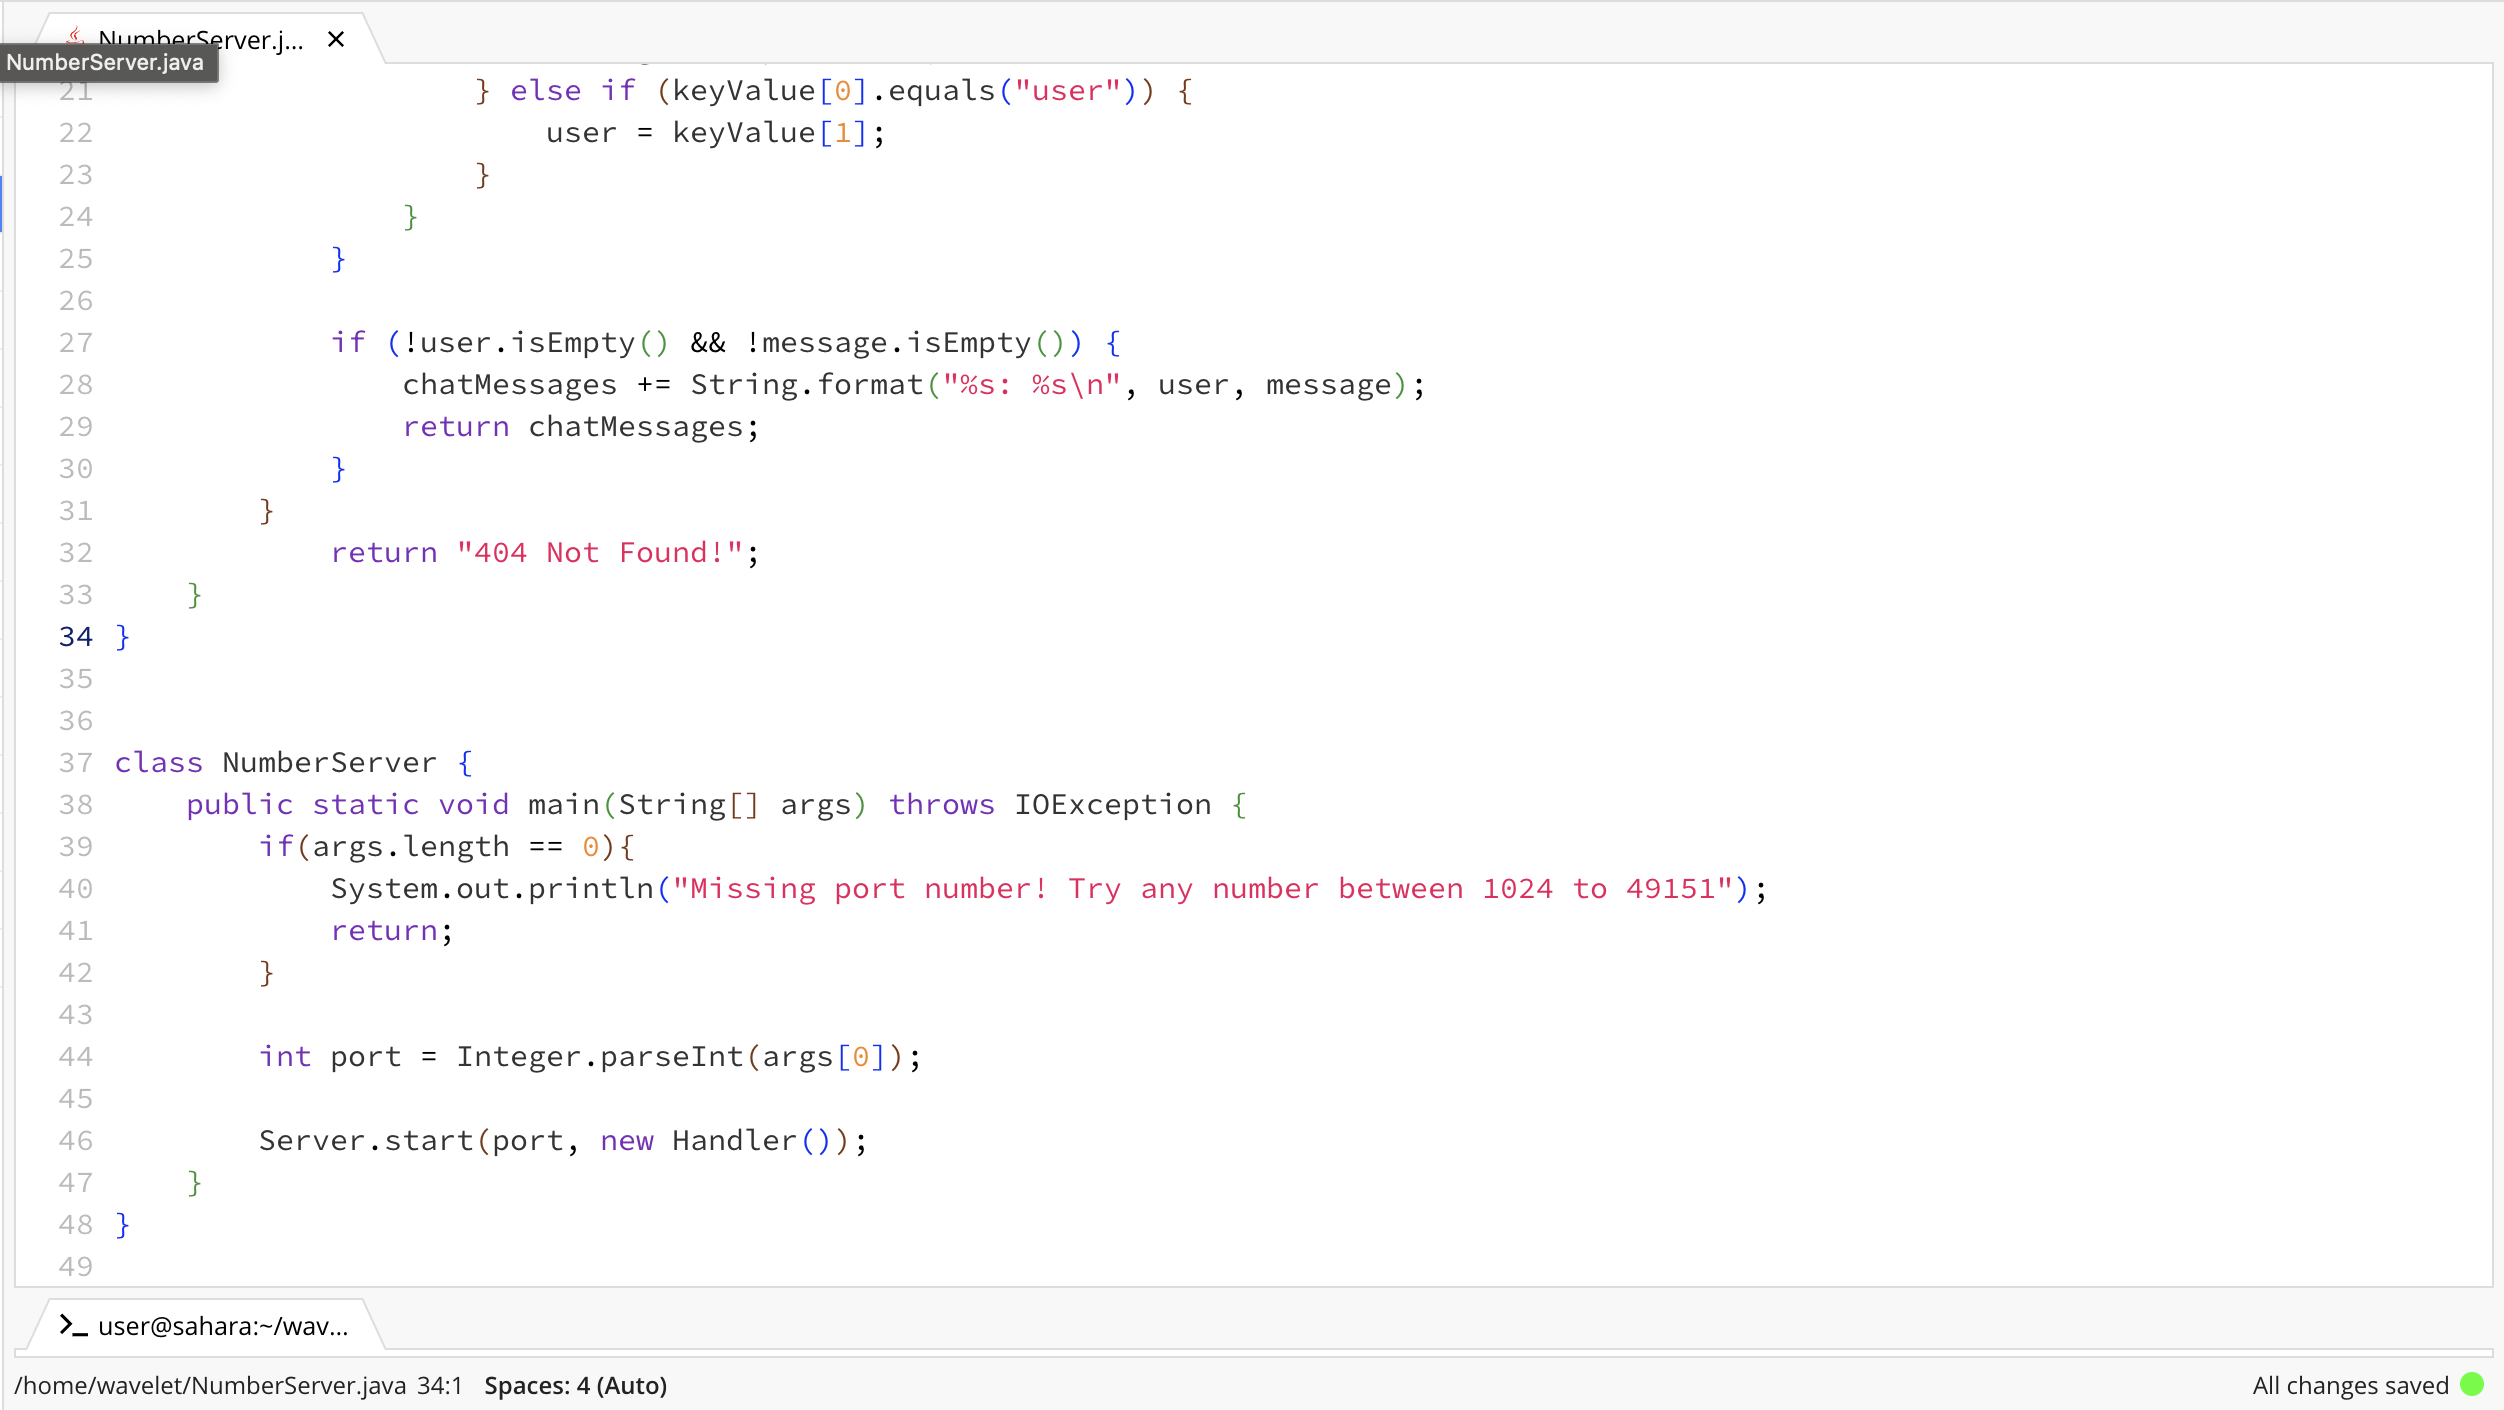 NumberServer.j...
NumberServer.java
21                     } else if (keyValue[0].equals("user")) {
22                         user = keyValue[1];
23                     }
24                 }
25             }
26
27             if (!user.isEmpty() && !message.isEmpty()) {
28                 chatMessages += String.format("%s: %s\n", user, message);
29                 return chatMessages;
30             }
31         }
32             return "404 Not Found!";
33     }
34 }
35
36
37 class NumberServer {
38     public static void main(String[] args) throws IOException {
39         if(args.length == 0){
40             System.out.println("Missing port number! Try any number between 1024 to 49151");
41             return;
42         }
43
44         int port = Integer.parseInt(args[0]);
45
46         Server.start(port, new Handler());
47     }
48 }
49
>_ user@sahara:~/wav...
/home/wavelet/NumberServer.java 34:1 Spaces: 4 (Auto) All changes saved